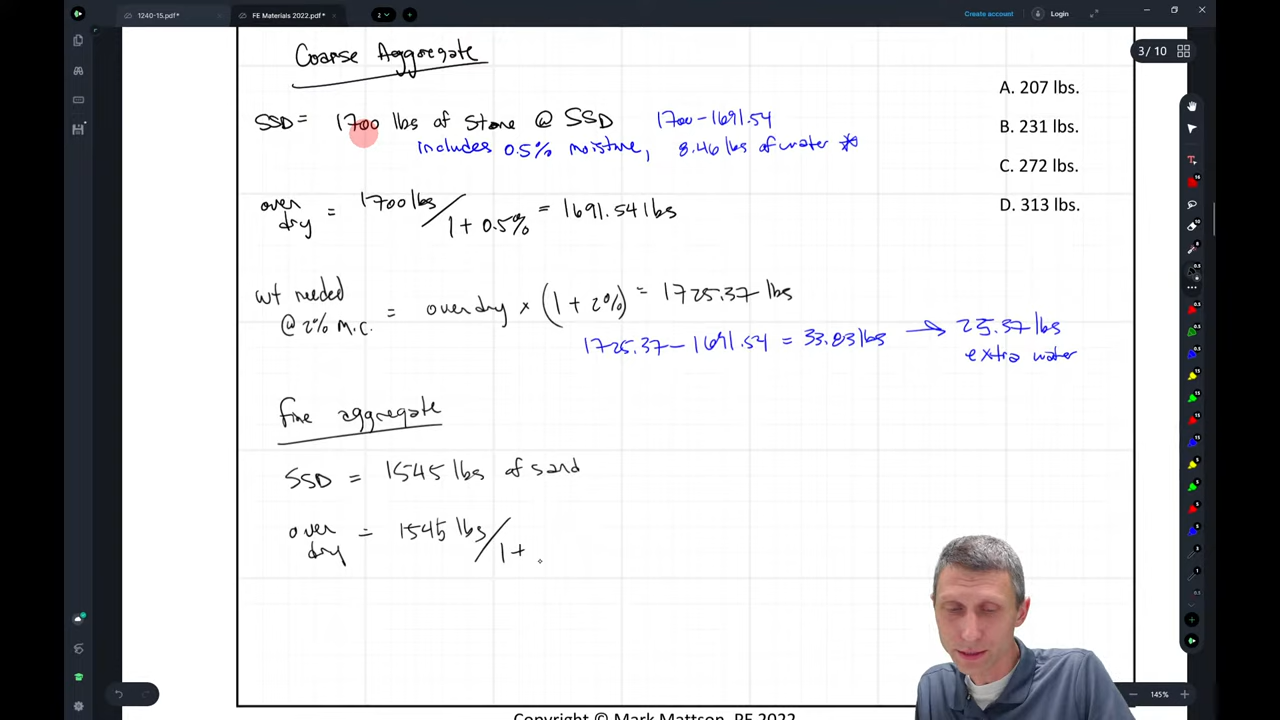 1240-15.pdf*
FE Materials 2022.pdf*
2
Create account
Login
3 / 10
Coarse Aggregate
SSD = 1700 lbs of Stone @ SSD 1700-1691.54
includes 0.5% moisture, 8.46 lbs of water *
oven dry = 1700 lbs / 1 + 0.5% = 1691.54 lbs
wt needed @ 2% M.C. = oven dry × (1 + 2%) = 1725.37 lbs
1725.37 - 1691.54 = 33.83 lbs → 25.37 lbs
extra water
Fine aggregate
SSD = 1545 lbs of sand
oven dry = 1545 lbs / 1 +
A. 207 lbs.
B. 231 lbs.
C. 272 lbs.
D. 313 lbs.
145%
Copyright © Mark Mattson, PE 2022